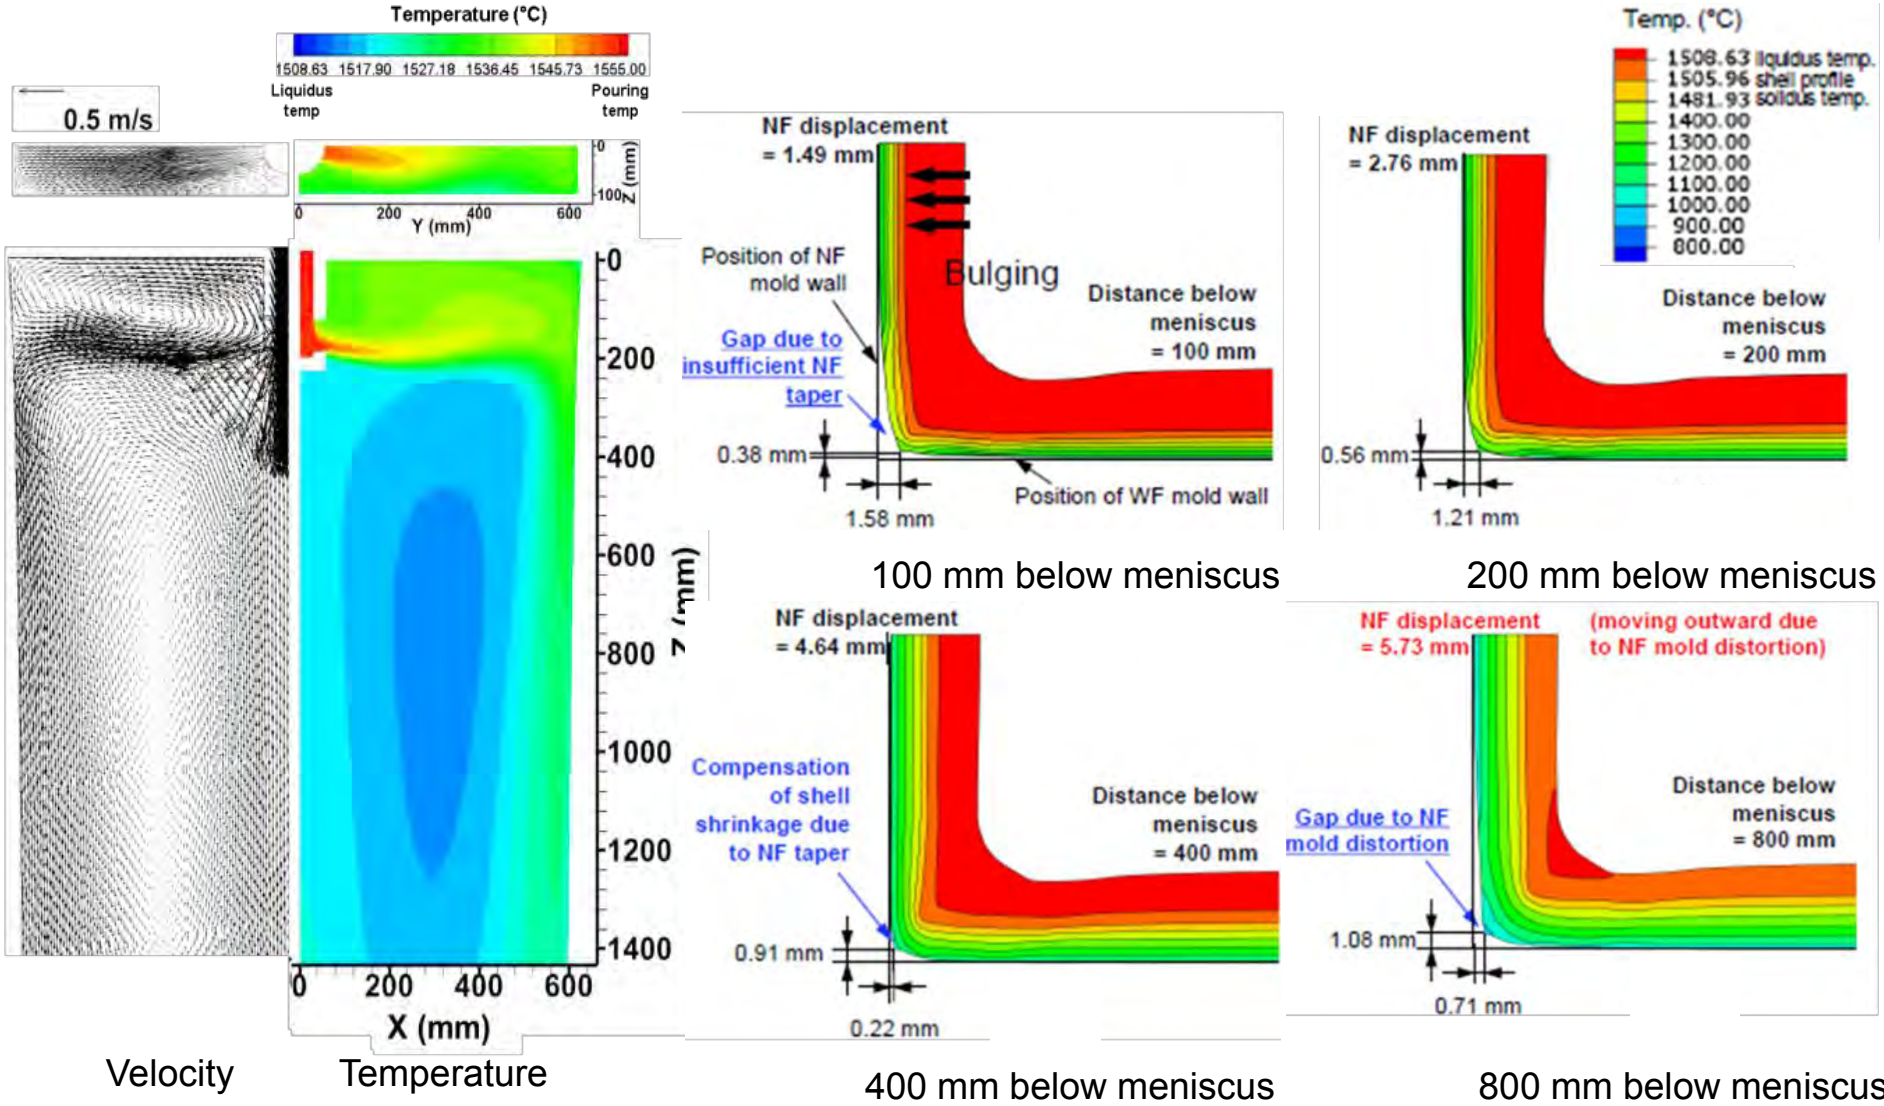 Temperature (°C)
1508.63 1517.90 1527.18 1536.45 1545.73 1555.00
Liquidus
temp
Pouring
temp
0.5 m/s
0
100
Z (mm)
0 200 400 600
Y (mm)
0
200
400
600
800
1000
1200
1400
Z (mm)
0 200 400 600
X (mm)
Velocity
Temperature
NF displacement
= 1.49 mm
Bulging
Position of NF
mold wall
Gap due to
insufficient NF
taper
Distance below
meniscus
= 100 mm
0.38 mm
Position of WF mold wall
1.58 mm
100 mm below meniscus
Temp. (°C)
1508.63 liquidus temp.
1505.96 shell profile
1481.93 solidus temp.
1400.00
1300.00
1200.00
1100.00
1000.00
900.00
800.00
NF displacement
= 2.76 mm
Distance below
meniscus
= 200 mm
0.56 mm
1.21 mm
200 mm below meniscus
NF displacement
= 4.64 mm
Compensation
of shell
shrinkage due
to NF taper
Distance below
meniscus
= 400 mm
0.91 mm
0.22 mm
400 mm below meniscus
NF displacement
= 5.73 mm
(moving outward due
to NF mold distortion)
Gap due to NF
mold distortion
Distance below
meniscus
= 800 mm
1.08 mm
0.71 mm
800 mm below meniscus